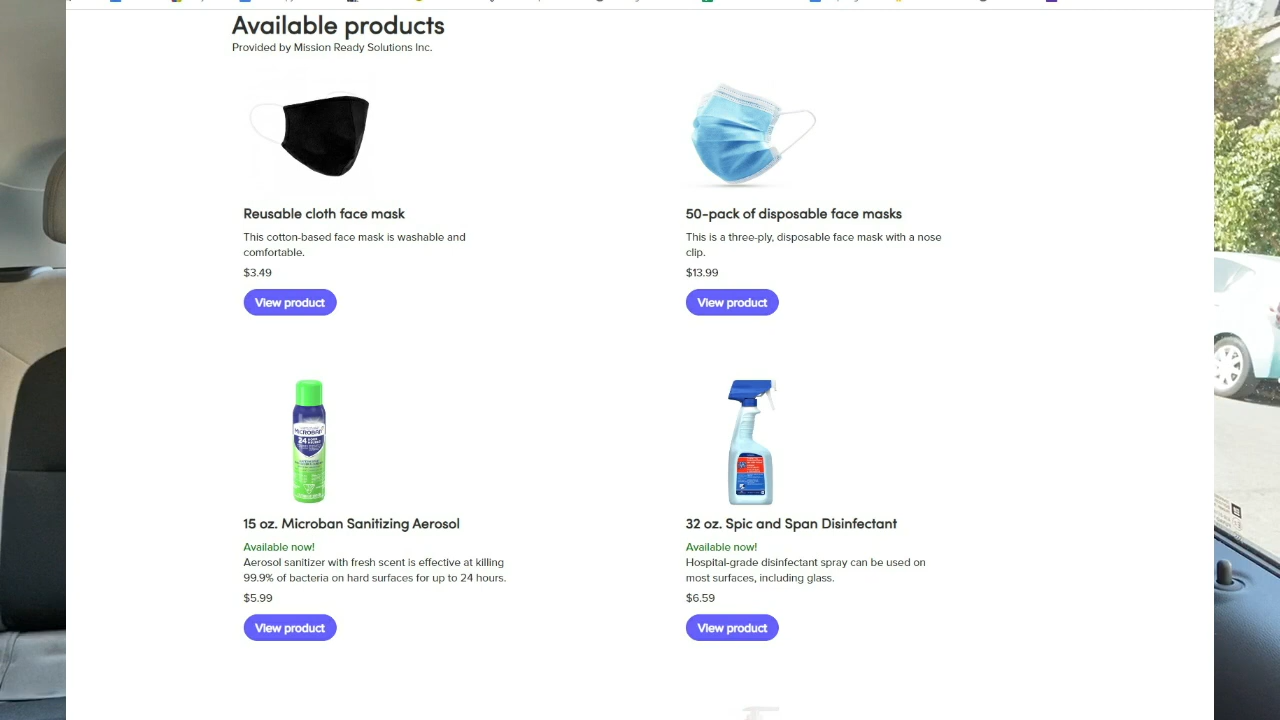 Available products
Provided by Mission Ready Solutions Inc.
Reusable cloth face mask
This cotton-based face mask is washable and
comfortable.
$3.49
View product
50-pack of disposable face masks
This is a three-ply, disposable face mask with a nose
clip.
$13.99
View product
MICROBAN
24
15 oz. Microban Sanitizing Aerosol
Available now!
Aerosol sanitizer with fresh scent is effective at killing
99.9% of bacteria on hard surfaces for up to 24 hours.
$5.99
View product
32 oz. Spic and Span Disinfectant
Available now!
Hospital-grade disinfectant spray can be used on
most surfaces, including glass.
$6.59
View product